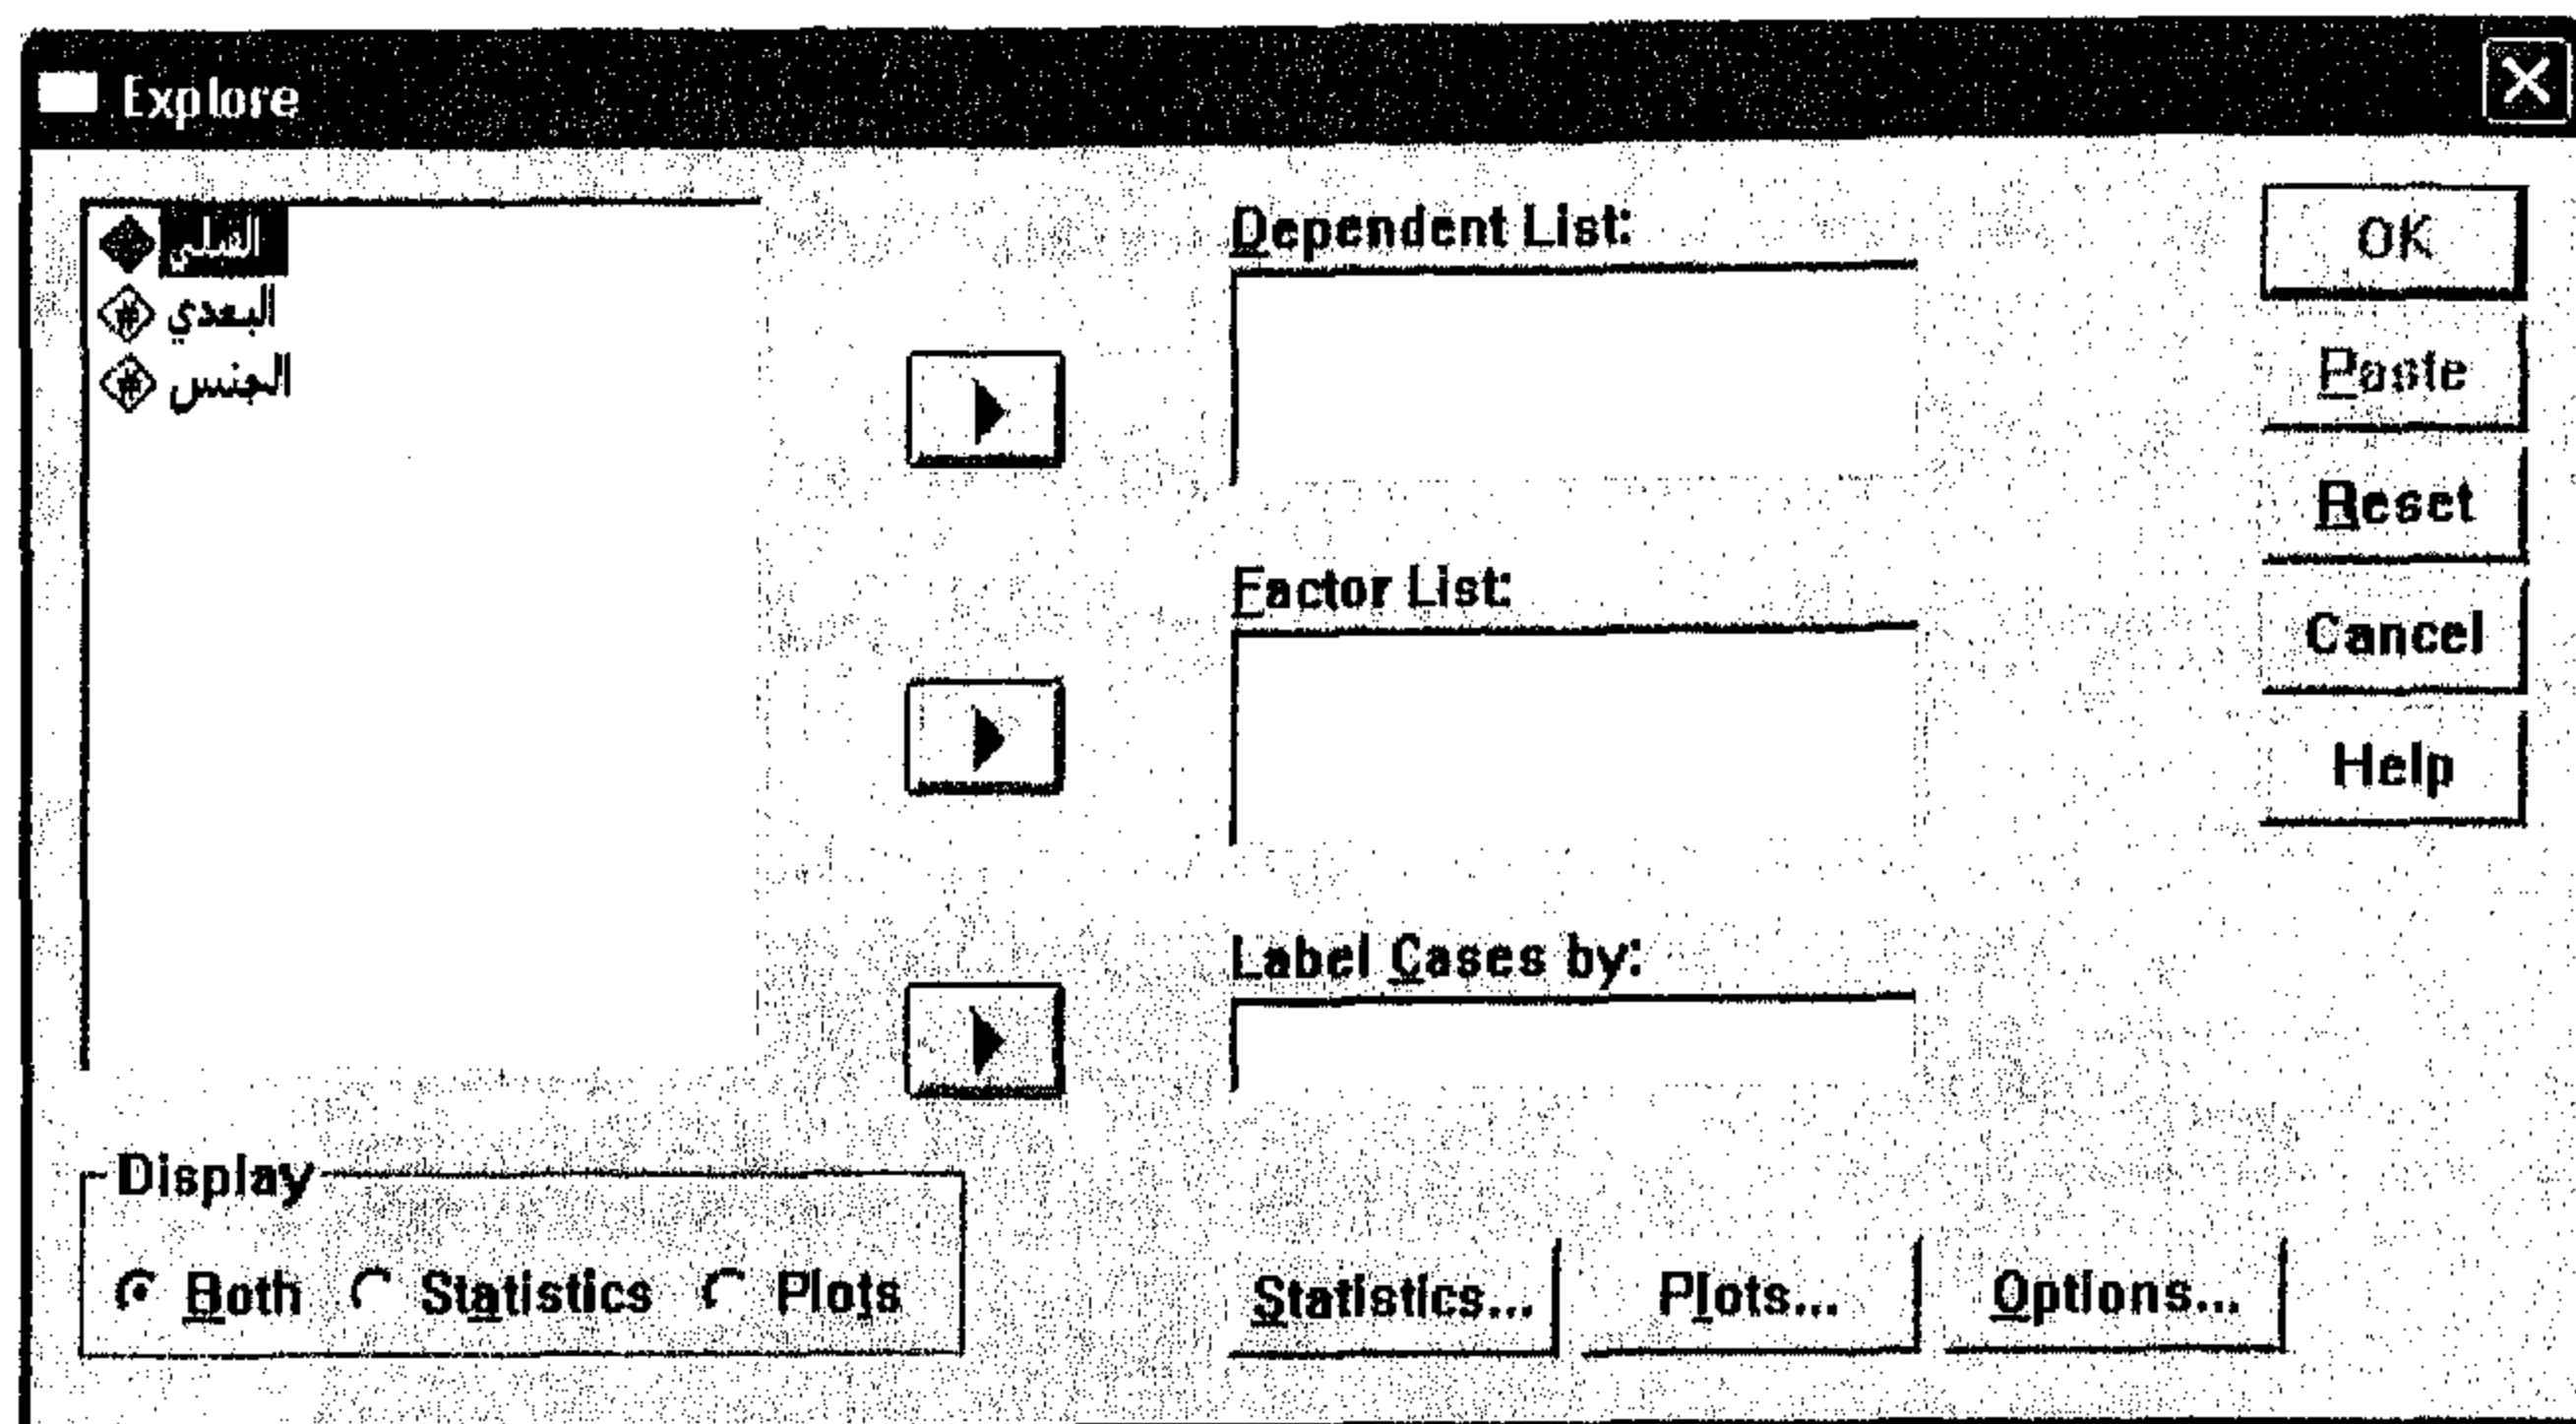 Explore
القبلي
البعدي
الجنس
Dependent List:
Factor List:
Label Cases by:
OK
Paste
Reset
Cancel
Help
Display
Both Statistics Plots
Statistics... Plots... Options...